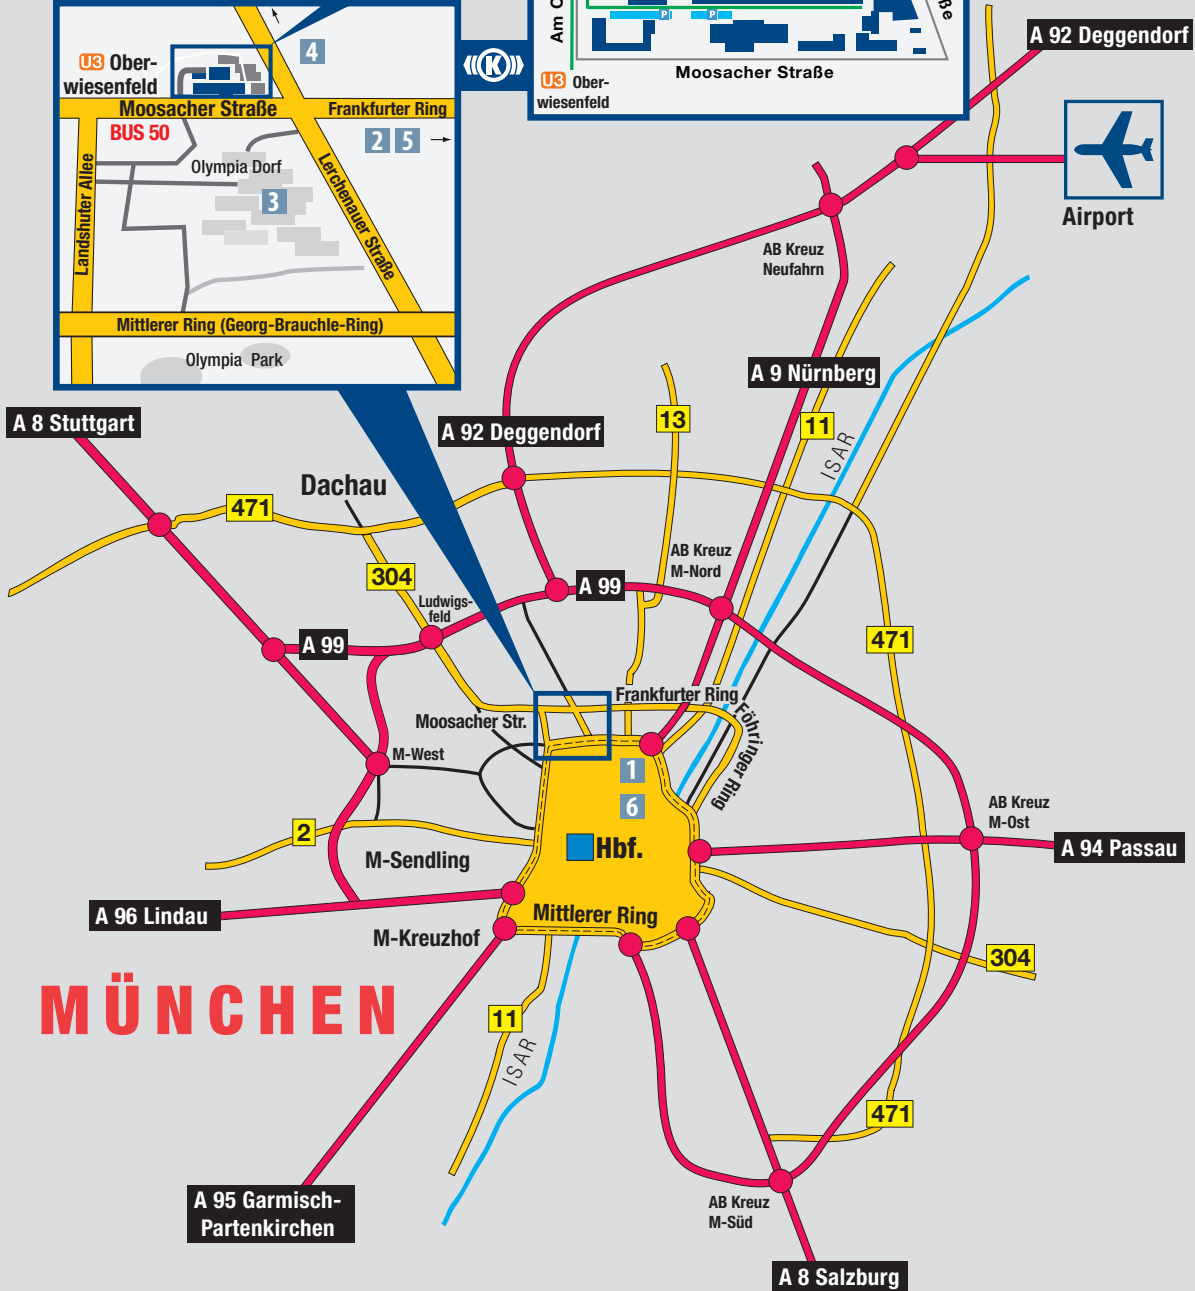 4
U3 Ober-
wiesenfeld
Moosacher Straße
Frankfurter Ring
BUS 50
2 5
Olympia Dorf
3
Landshuter Allee
Lerchenauer Straße
Mittlerer Ring (Georg-Brauchle-Ring)
Olympia Park
K
Am O
P
P
ße
Moosacher Straße
U3 Ober-
wiesenfeld
A 92 Deggendorf
Airport
AB Kreuz
Neufahrn
A 9 Nürnberg
A 8 Stuttgart
A 92 Deggendorf
13
11
ISAR
Dachau
471
304
AB Kreuz
M-Nord
A 99
Ludwigs-
feld
A 99
471
Frankfurter Ring
Moosacher Str.
Föhringer Ring
M-West
1
6
2
AB Kreuz
M-Ost
Hbf.
A 94 Passau
M-Sendling
A 96 Lindau
Mittlerer Ring
M-Kreuzhof
304
MÜNCHEN
11
ISAR
471
A 95 Garmisch-
Partenkirchen
AB Kreuz
M-Süd
A 8 Salzburg